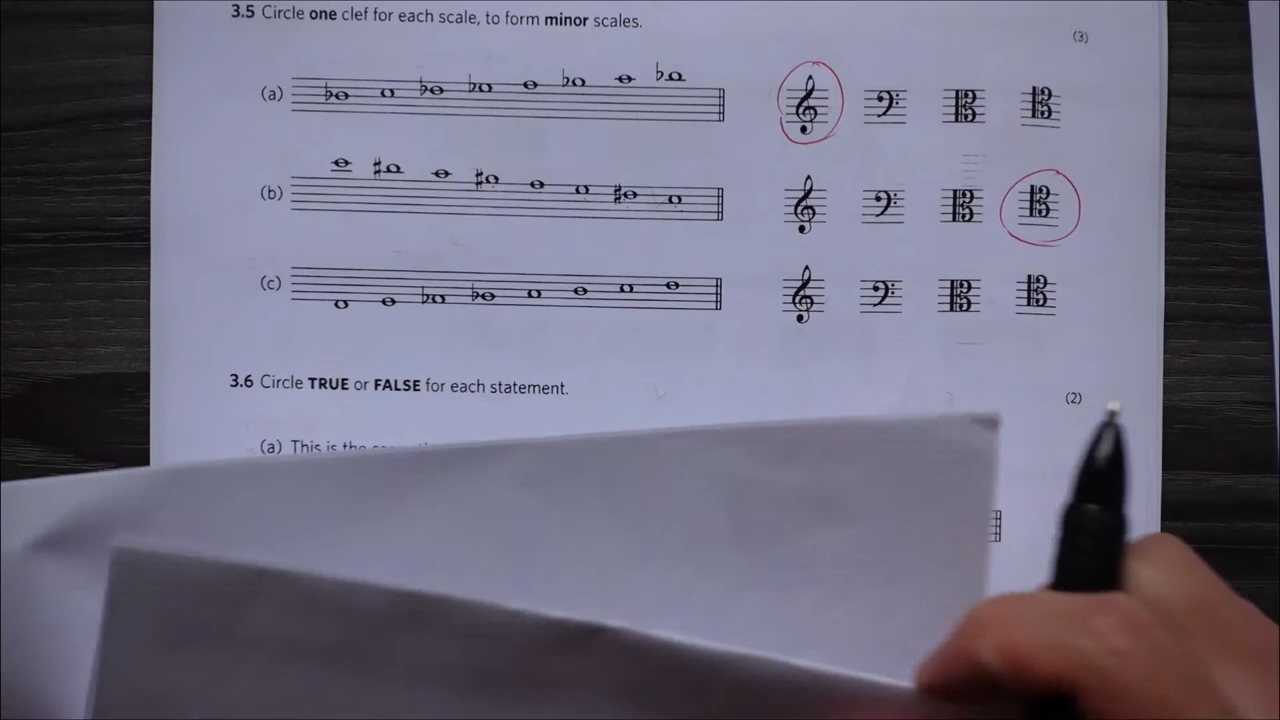 3.5 Circle one clef for each scale, to form minor scales.
(3)
(a)
(b)
(c)
3.6 Circle TRUE or FALSE for each statement.
(2)
(a) This is the